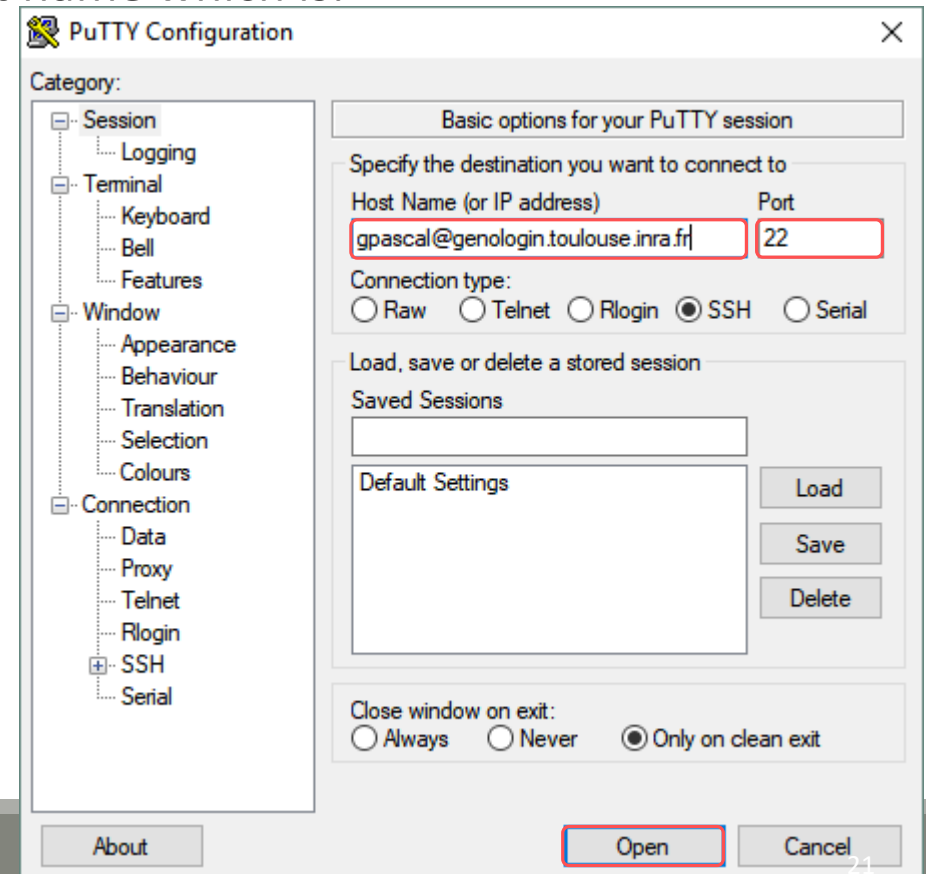 PuTTY Configuration
Category:
Session
Logging
Terminal
Keyboard
Bell
Features
Window
Appearance
Behaviour
Translation
Selection
Colours
Connection
Data
Proxy
Telnet
Rlogin
SSH
Serial
Basic options for your PuTTY session
Specify the destination you want to connect to
Host Name (or IP address) Port
gpascal@genologin.toulouse.inra.fr 22
Connection type:
Raw Telnet Rlogin SSH Serial
Load, save or delete a stored session
Saved Sessions
Default Settings
Load
Save
Delete
Close window on exit:
Always Never Only on clean exit
About Open Cancel
21